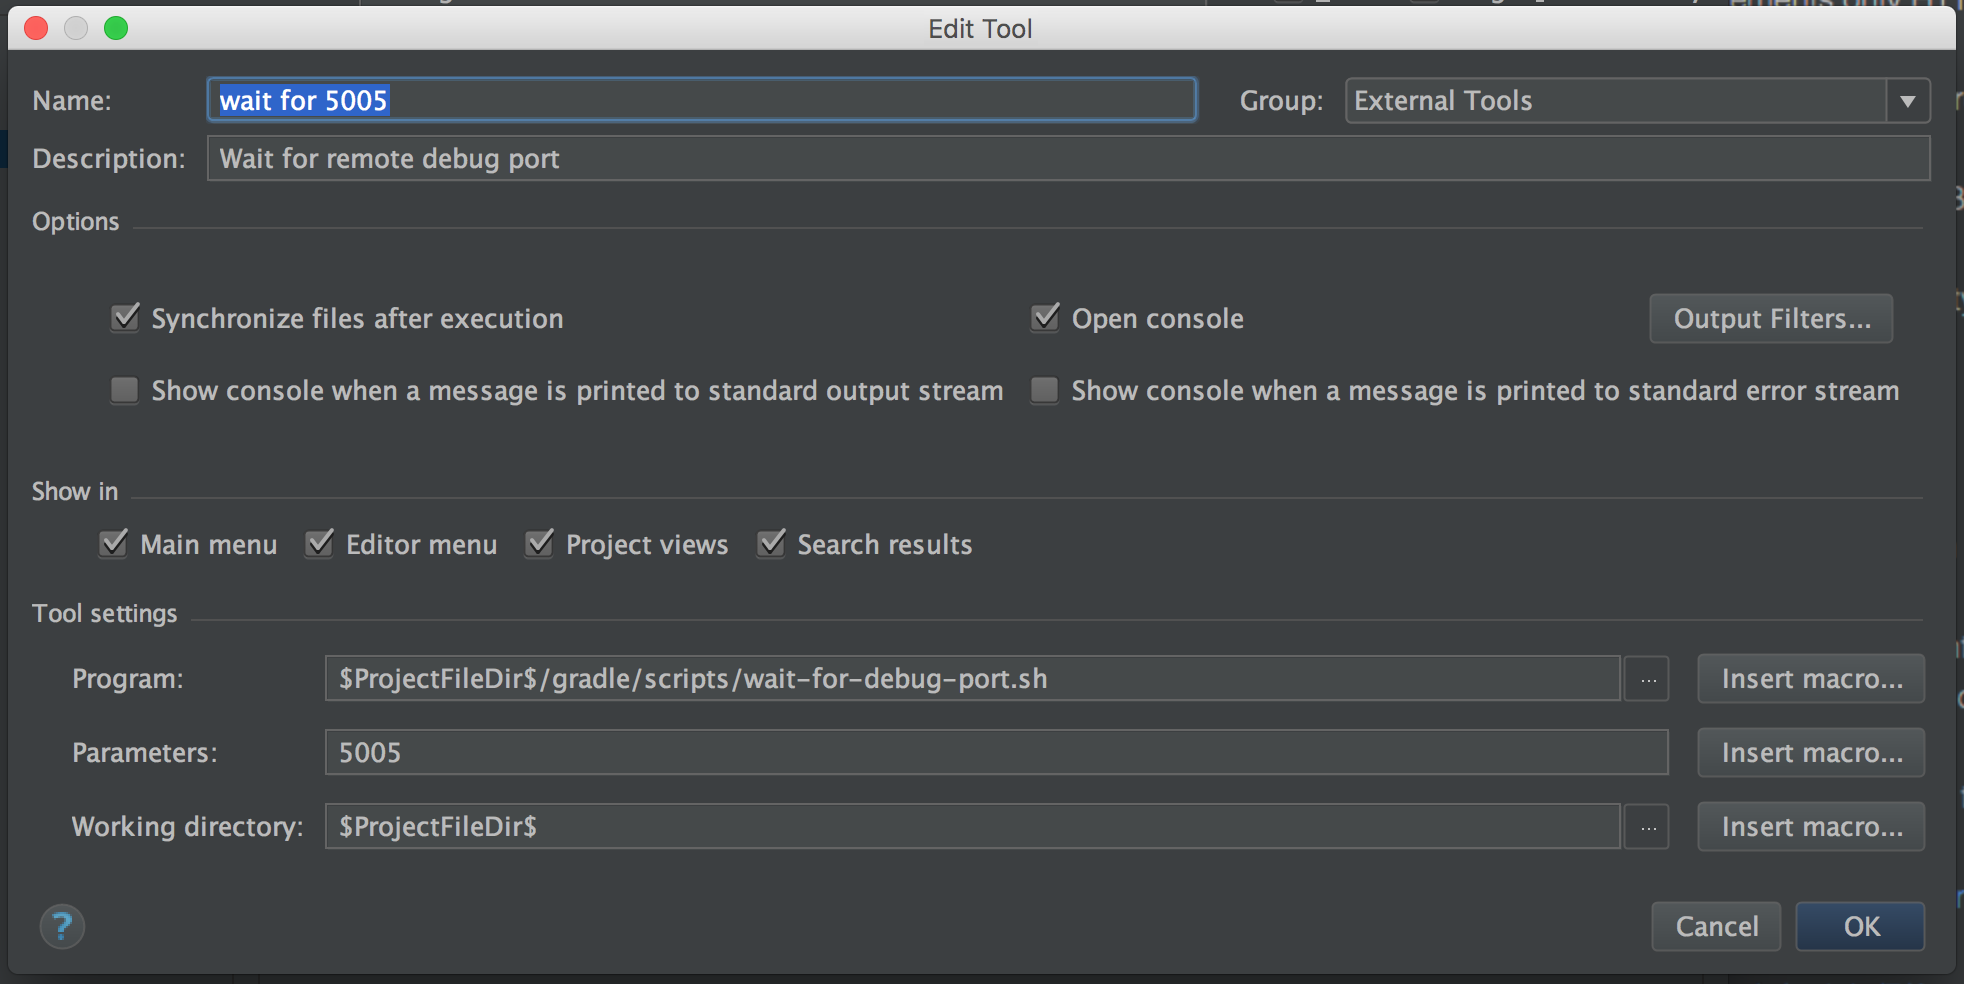 Edit Tool
Name: wait for 5005 Group: External Tools
Description: Wait for remote debug port
Options
Synchronize files after execution Open console Output Filters...
Show console when a message is printed to standard output stream Show console when a message is printed to standard error stream
Show in
Main menu Editor menu Project views Search results
Tool settings
Program: $ProjectFileDir$/gradle/scripts/wait-for-debug-port.sh ... Insert macro...
Parameters: 5005 Insert macro...
Working directory: $ProjectFileDir$ ... Insert macro...
? Cancel OK